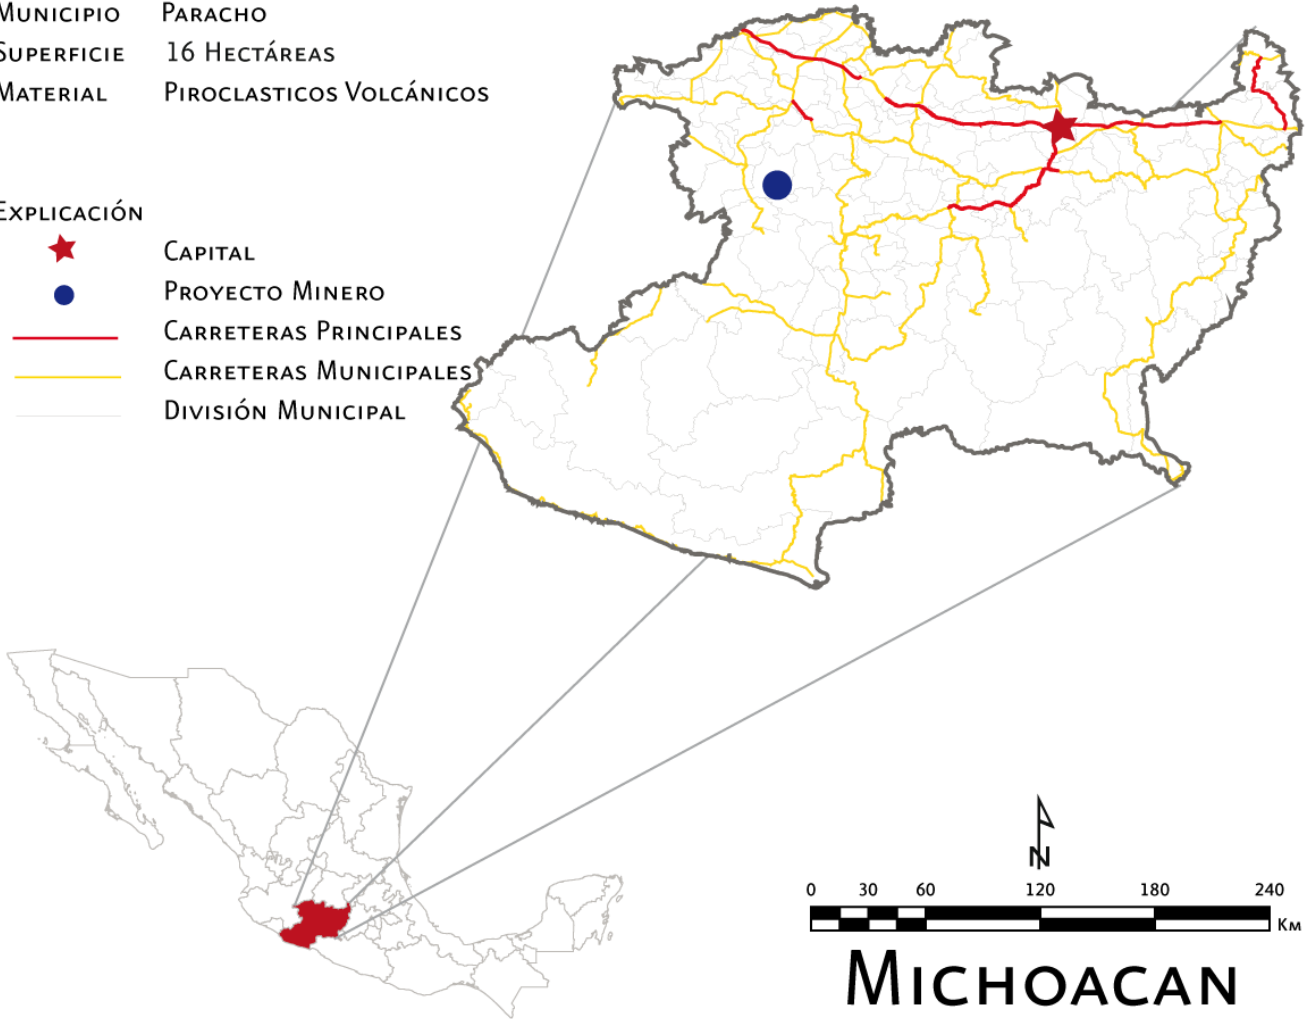 Municipio Paracho
Superficie 16 Hectáreas
Material Piroclasticos Volcánicos
Explicación
Capital
Proyecto Minero
Carreteras Principales
Carreteras Municipales
División Municipal
N
0 30 60 120 180 240
Km
Michoacan